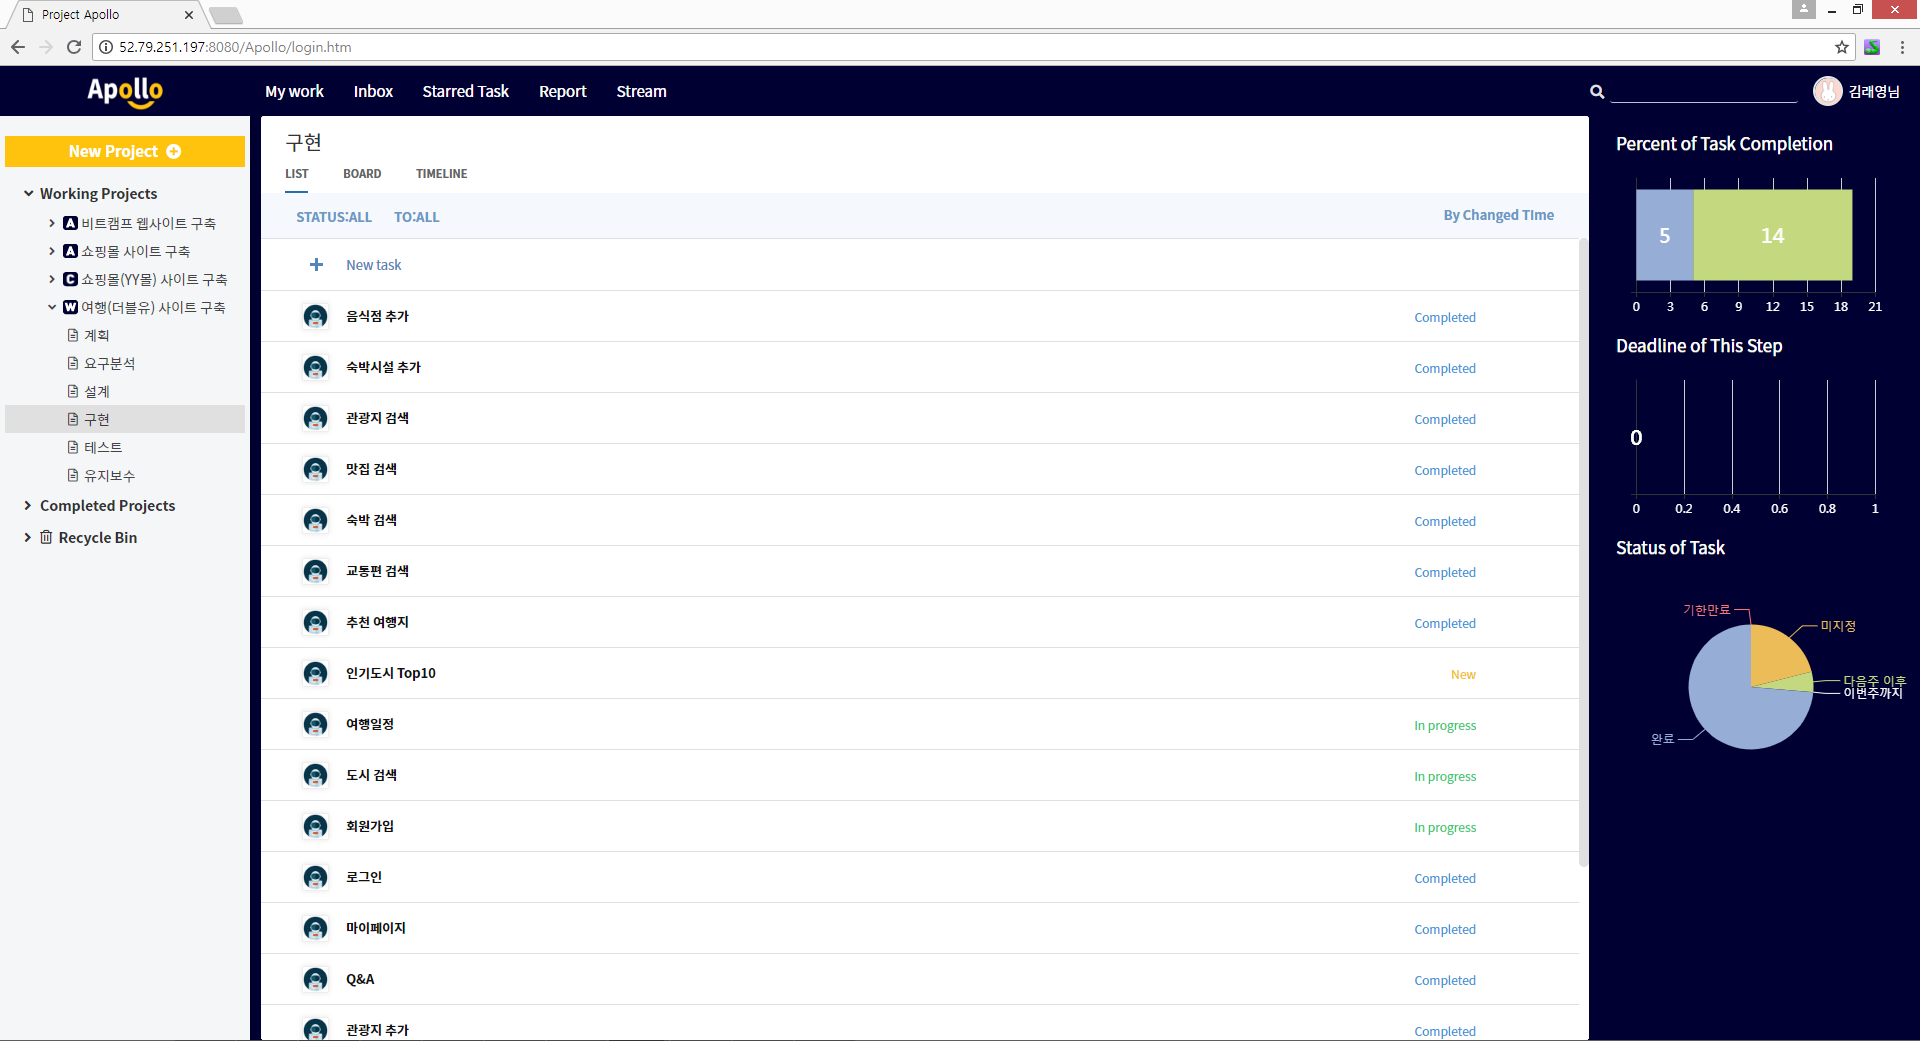 Project Apollo
52.79.251.197:8080/Apollo/login.htm
Apollo
My work Inbox Starred Task Report Stream
김래영님
New Project
Working Projects
A 비트캠프 웹사이트 구축
A 쇼핑몰 사이트 구축
C 쇼핑몰(YY몰) 사이트 구축
W 여행(더블유) 사이트 구축
계획
요구분석
설계
구현
테스트
유지보수
Completed Projects
Recycle Bin
구현
LIST BOARD TIMELINE
STATUS:ALL TO:ALL By Changed TIme
New task
음식점 추가 Completed
숙박시설 추가 Completed
관광지 검색 Completed
맛집 검색 Completed
숙박 검색 Completed
교통편 검색 Completed
추천 여행지 Completed
인기도시 Top10 New
여행일정 In progress
도시 검색 In progress
회원가입 In progress
로그인 Completed
마이페이지 Completed
Q&A Completed
관광지 추가 Completed
Percent of Task Completion
5 14
0 3 6 9 12 15 18 21
Deadline of This Step
0
0 0.2 0.4 0.6 0.8 1
Status of Task
기한만료
미지정
다음주 이후
이번주까지
완료